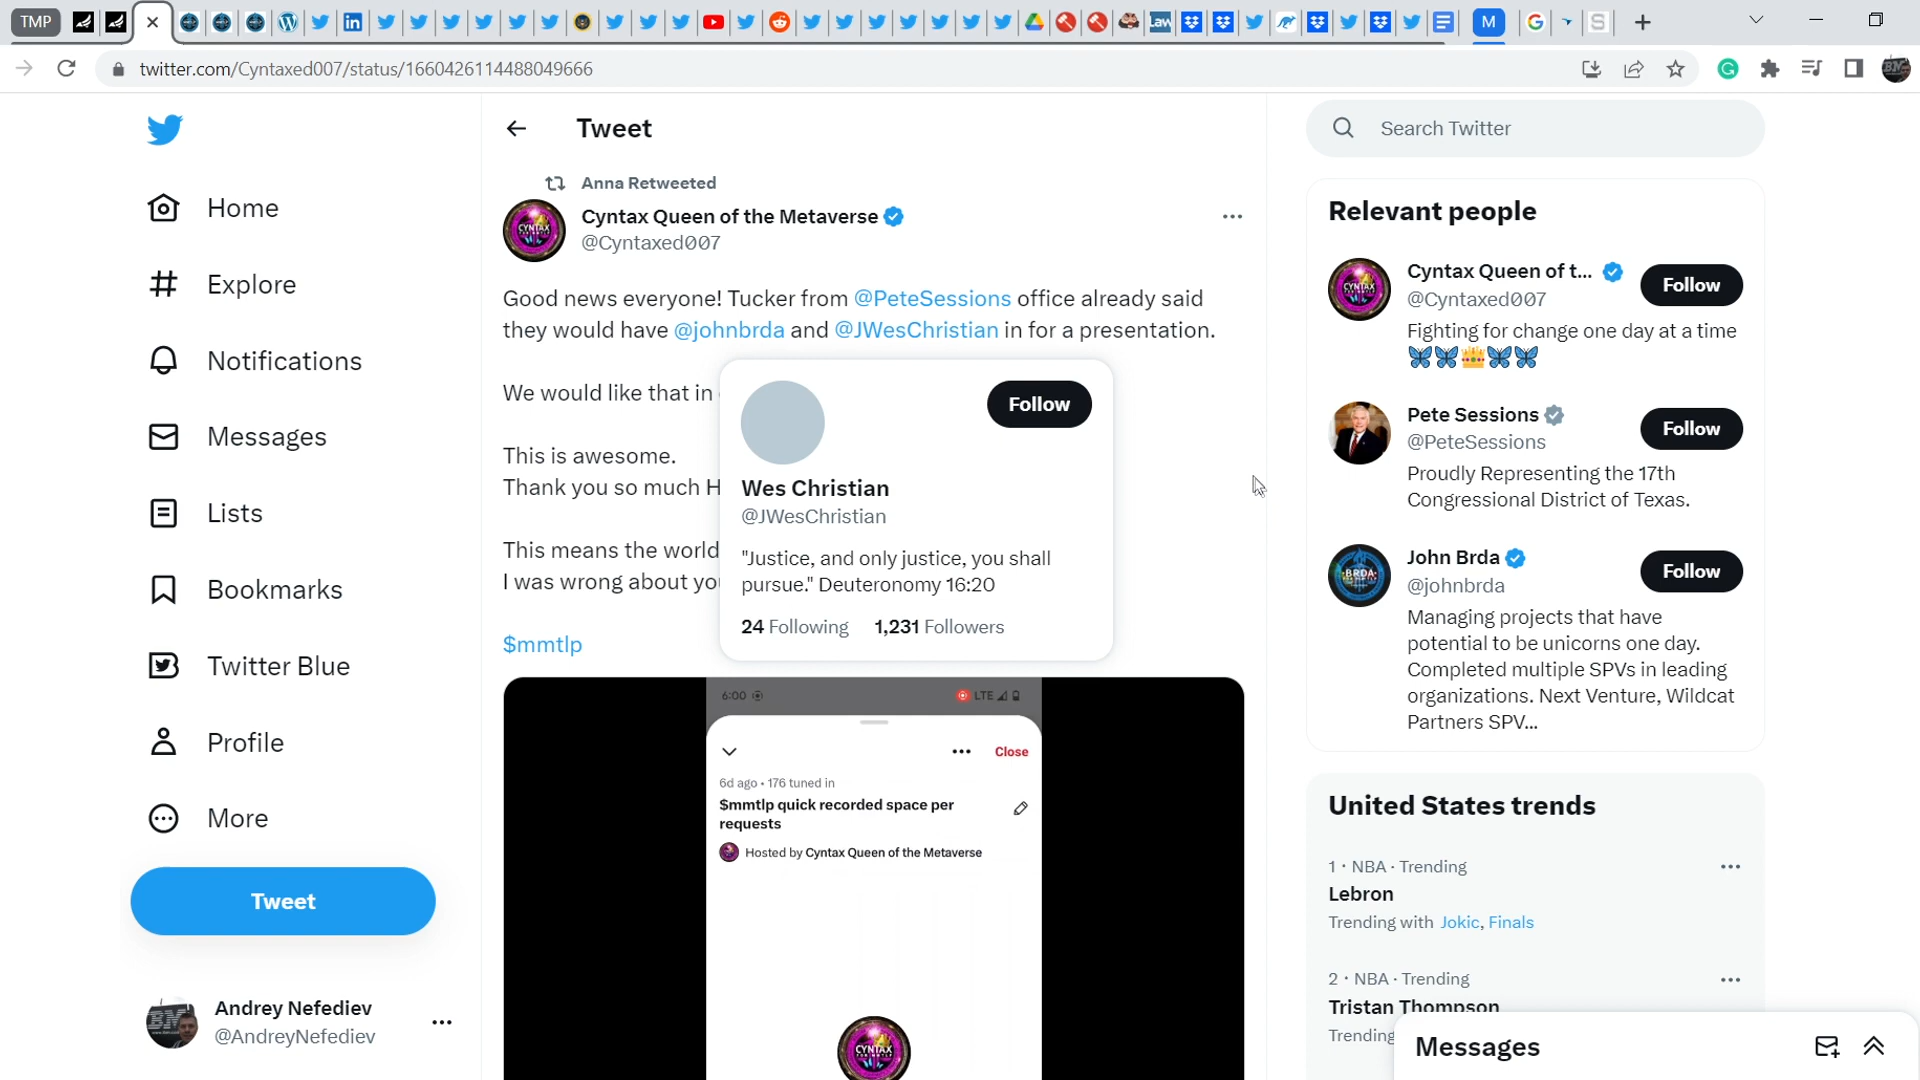 TMP
M
twitter.com/Cyntaxed007/status/1660426114488049666
Home
Explore
Notifications
Messages
Lists
Bookmarks
Twitter Blue
Profile
More
Tweet
Andrey Nefediev
@AndreyNefediev
Tweet
Anna Retweeted
Cyntax Queen of the Metaverse
@Cyntaxed007
Good news everyone! Tucker from @PeteSessions office already said
they would have @johnbrda and @JWesChristian in for a presentation.
We would like that in
This is awesome.
Thank you so much H
This means the world
I was wrong about you
$mmtlp
Follow
Wes Christian
@JWesChristian
"Justice, and only justice, you shall
pursue." Deuteronomy 16:20
24 Following 1,231 Followers
6:00
LTE
Close
6d ago • 176 tuned in
$mmtlp quick recorded space per
requests
Hosted by Cyntax Queen of the Metaverse
CYNTAX
Search Twitter
Relevant people
Cyntax Queen of t...
@Cyntaxed007
Follow
Fighting for change one day at a time
Pete Sessions
@PeteSessions
Follow
Proudly Representing the 17th
Congressional District of Texas.
John Brda
@johnbrda
Follow
Managing projects that have
potential to be unicorns one day.
Completed multiple SPVs in leading
organizations. Next Venture, Wildcat
Partners SPV...
United States trends
1 · NBA · Trending
Lebron
Trending with Jokic, Finals
2 · NBA · Trending
Tristan Thompson
Trending
Messages